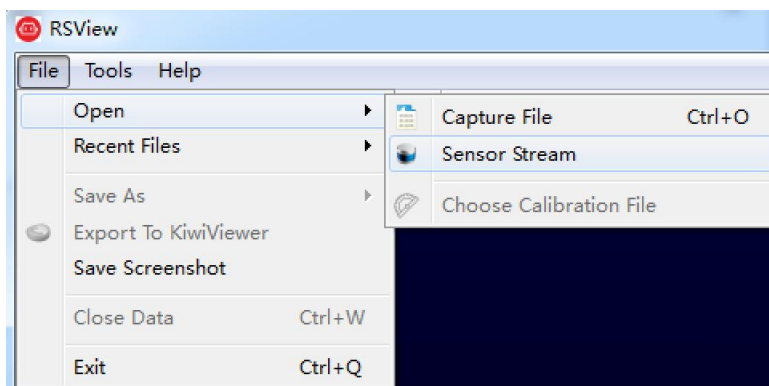 RSView
File Tools Help
Open
Capture File Ctrl+O
Recent Files
Sensor Stream
Save As
Choose Calibration File
Export To KiwiViewer
Save Screenshot
Close Data Ctrl+W
Exit Ctrl+Q